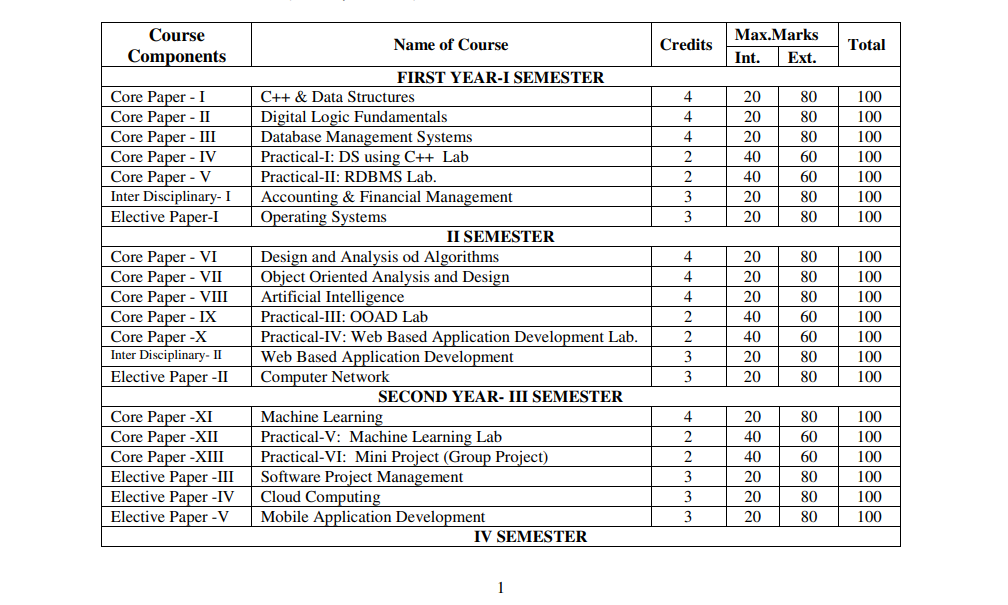 Course Components Name of Course Credits Max.Marks Total
Int. Ext.
FIRST YEAR-I SEMESTER
Core Paper - I C++ & Data Structures 4 20 80 100
Core Paper - II Digital Logic Fundamentals 4 20 80 100
Core Paper - III Database Management Systems 4 20 80 100
Core Paper - IV Practical-I: DS using C++ Lab 2 40 60 100
Core Paper - V Practical-II: RDBMS Lab. 2 40 60 100
Inter Disciplinary- I Accounting & Financial Management 3 20 80 100
Elective Paper-I Operating Systems 3 20 80 100
II SEMESTER
Core Paper - VI Design and Analysis od Algorithms 4 20 80 100
Core Paper - VII Object Oriented Analysis and Design 4 20 80 100
Core Paper - VIII Artificial Intelligence 4 20 80 100
Core Paper - IX Practical-III: OOAD Lab 2 40 60 100
Core Paper -X Practical-IV: Web Based Application Development Lab. 2 40 60 100
Inter Disciplinary- II Web Based Application Development 3 20 80 100
Elective Paper -II Computer Network 3 20 80 100
SECOND YEAR- III SEMESTER
Core Paper -XI Machine Learning 4 20 80 100
Core Paper -XII Practical-V: Machine Learning Lab 2 40 60 100
Core Paper -XIII Practical-VI: Mini Project (Group Project) 2 40 60 100
Elective Paper -III Software Project Management 3 20 80 100
Elective Paper -IV Cloud Computing 3 20 80 100
Elective Paper -V Mobile Application Development 3 20 80 100
IV SEMESTER
1